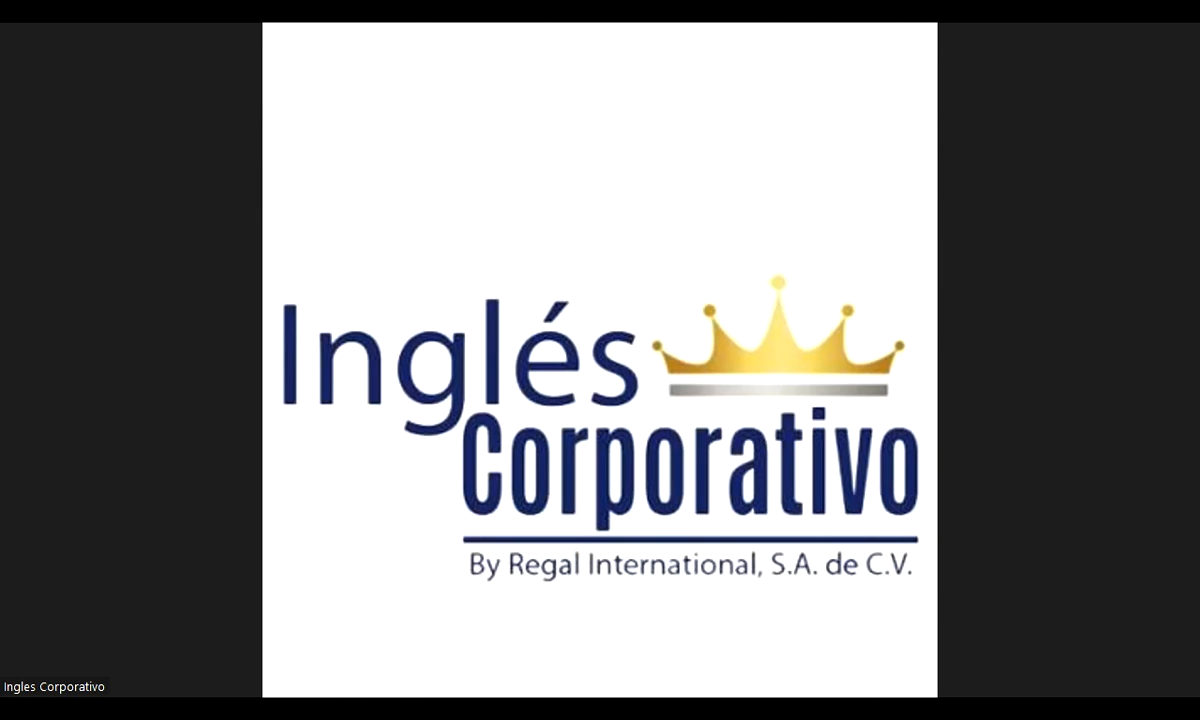 Inglés
Corporativo
By Regal International, S.A. de C.V.
Ingles Corporativo